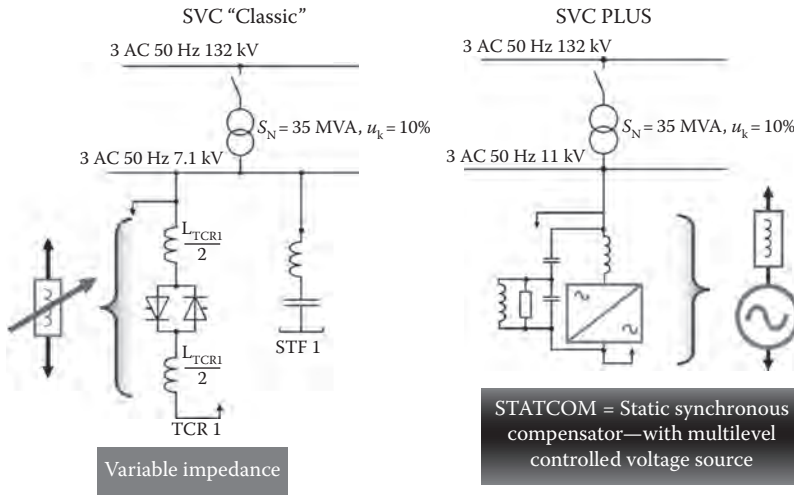 SVC “Classic”
3 AC 50 Hz 132 kV
S_N = 35 MVA, u_k = 10%
3 AC 50 Hz 7.1 kV
L_TCR1
2
L_TCR1
2
STF 1
TCR 1
Variable impedance
SVC PLUS
3 AC 50 Hz 132 kV
S_N = 35 MVA, u_k = 10%
3 AC 50 Hz 11 kV
STATCOM = Static synchronous
compensator—with multilevel
controlled voltage source